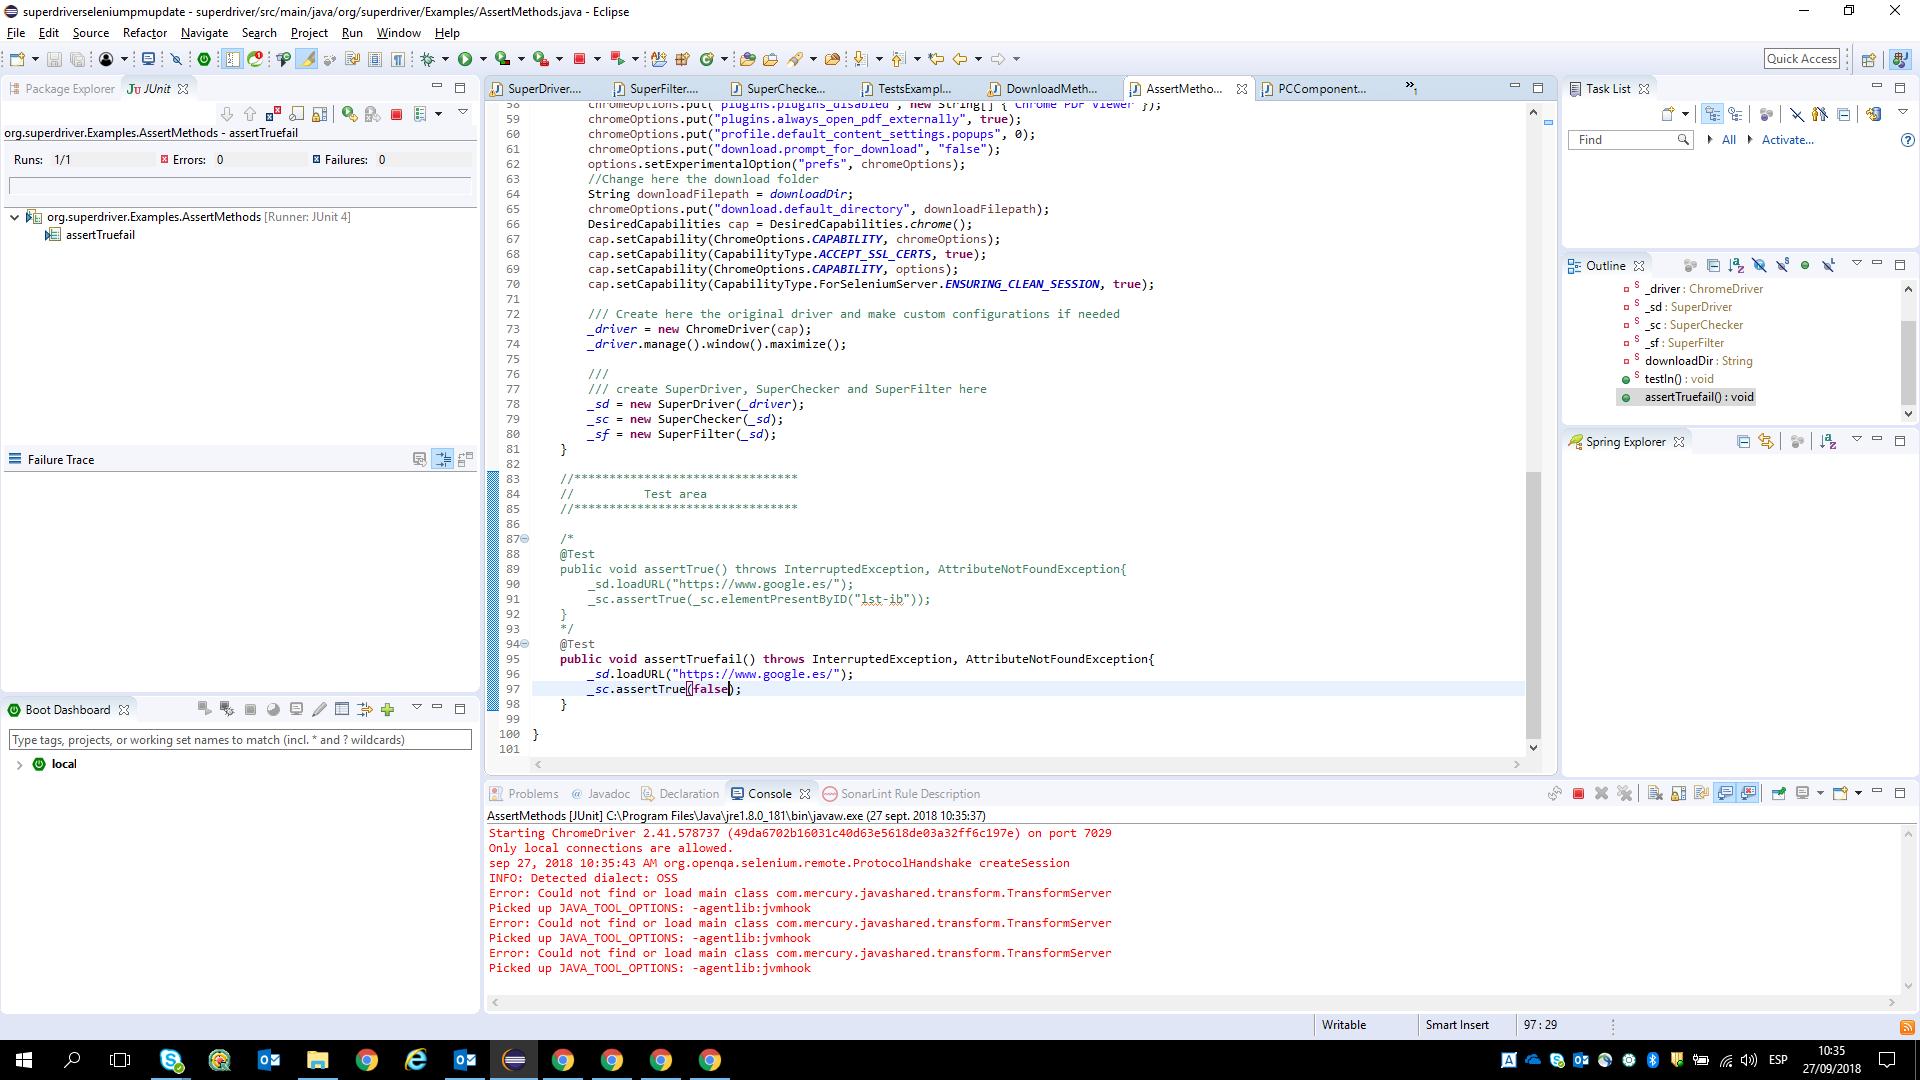 superdriverseleniumpmupdate - superdriver/src/main/java/org/superdriver/Examples/AssertMethods.java - Eclipse
File Edit Source Refactor Navigate Search Project Run Window Help
Quick Access
Package Explorer JUnit
org.superdriver.Examples.AssertMethods - assertTruefail
Runs: 1/1 Errors: 0 Failures: 0
org.superdriver.Examples.AssertMethods [Runner: JUnit 4]
assertTruefail
Failure Trace
Boot Dashboard
Type tags, projects, or working set names to match (incl. * and ? wildcards)
local
SuperDriver.... SuperFilter.... SuperChecke... TestsExampl... DownloadMeth... AssertMetho... PCComponent... »1
58 chromeOptions.put("plugins.plugins_disabled", new String[] { "Chrome PDF Viewer" });
59 chromeOptions.put("plugins.always_open_pdf_externally", true);
60 chromeOptions.put("profile.default_content_settings.popups", 0);
61 chromeOptions.put("download.prompt_for_download", "false");
62 options.setExperimentalOption("prefs", chromeOptions);
63 //Change here the download folder
64 String downloadFilepath = downloadDir;
65 chromeOptions.put("download.default_directory", downloadFilepath);
66 DesiredCapabilities cap = DesiredCapabilities.chrome();
67 cap.setCapability(ChromeOptions.CAPABILITY, chromeOptions);
68 cap.setCapability(CapabilityType.ACCEPT_SSL_CERTS, true);
69 cap.setCapability(ChromeOptions.CAPABILITY, options);
70 cap.setCapability(CapabilityType.ForSeleniumServer.ENSURING_CLEAN_SESSION, true);
71
72 /// Create here the original driver and make custom configurations if needed
73 _driver = new ChromeDriver(cap);
74 _driver.manage().window().maximize();
75
76 ///
77 /// create SuperDriver, SuperChecker and SuperFilter here
78 _sd = new SuperDriver(_driver);
79 _sc = new SuperChecker(_sd);
80 _sf = new SuperFilter(_sd);
81 }
82
83 //********************************
84 // Test area
85 //********************************
86
87 /*
88 @Test
89 public void assertTrue() throws InterruptedException, AttributeNotFoundException{
90 _sd.loadURL("https://www.google.es/");
91 _sc.assertTrue(_sc.elementPresentByID("lst-ib"));
92 }
93 */
94 @Test
95 public void assertTruefail() throws InterruptedException, AttributeNotFoundException{
96 _sd.loadURL("https://www.google.es/");
97 _sc.assertTrue(false);
98 }
99
100 }
101
Task List
Find All Activate...
Outline
_driver : ChromeDriver
_sd : SuperDriver
_sc : SuperChecker
_sf : SuperFilter
downloadDir : String
testIn() : void
assertTruefail() : void
Spring Explorer
Problems Javadoc Declaration Console SonarLint Rule Description
AssertMethods [JUnit] C:\Program Files\Java\jre1.8.0_181\bin\javaw.exe (27 sept. 2018 10:35:37)
Starting ChromeDriver 2.41.578737 (49da6702b16031c40d63e5618de03a32ff6c197e) on port 7029
Only local connections are allowed.
sep 27, 2018 10:35:43 AM org.openqa.selenium.remote.ProtocolHandshake createSession
INFO: Detected dialect: OSS
Error: Could not find or load main class com.mercury.javashared.transform.TransformServer
Picked up JAVA_TOOL_OPTIONS: -agentlib:jvmhook
Error: Could not find or load main class com.mercury.javashared.transform.TransformServer
Picked up JAVA_TOOL_OPTIONS: -agentlib:jvmhook
Error: Could not find or load main class com.mercury.javashared.transform.TransformServer
Picked up JAVA_TOOL_OPTIONS: -agentlib:jvmhook
Writable Smart Insert 97 : 29
ESP
10:35
27/09/2018